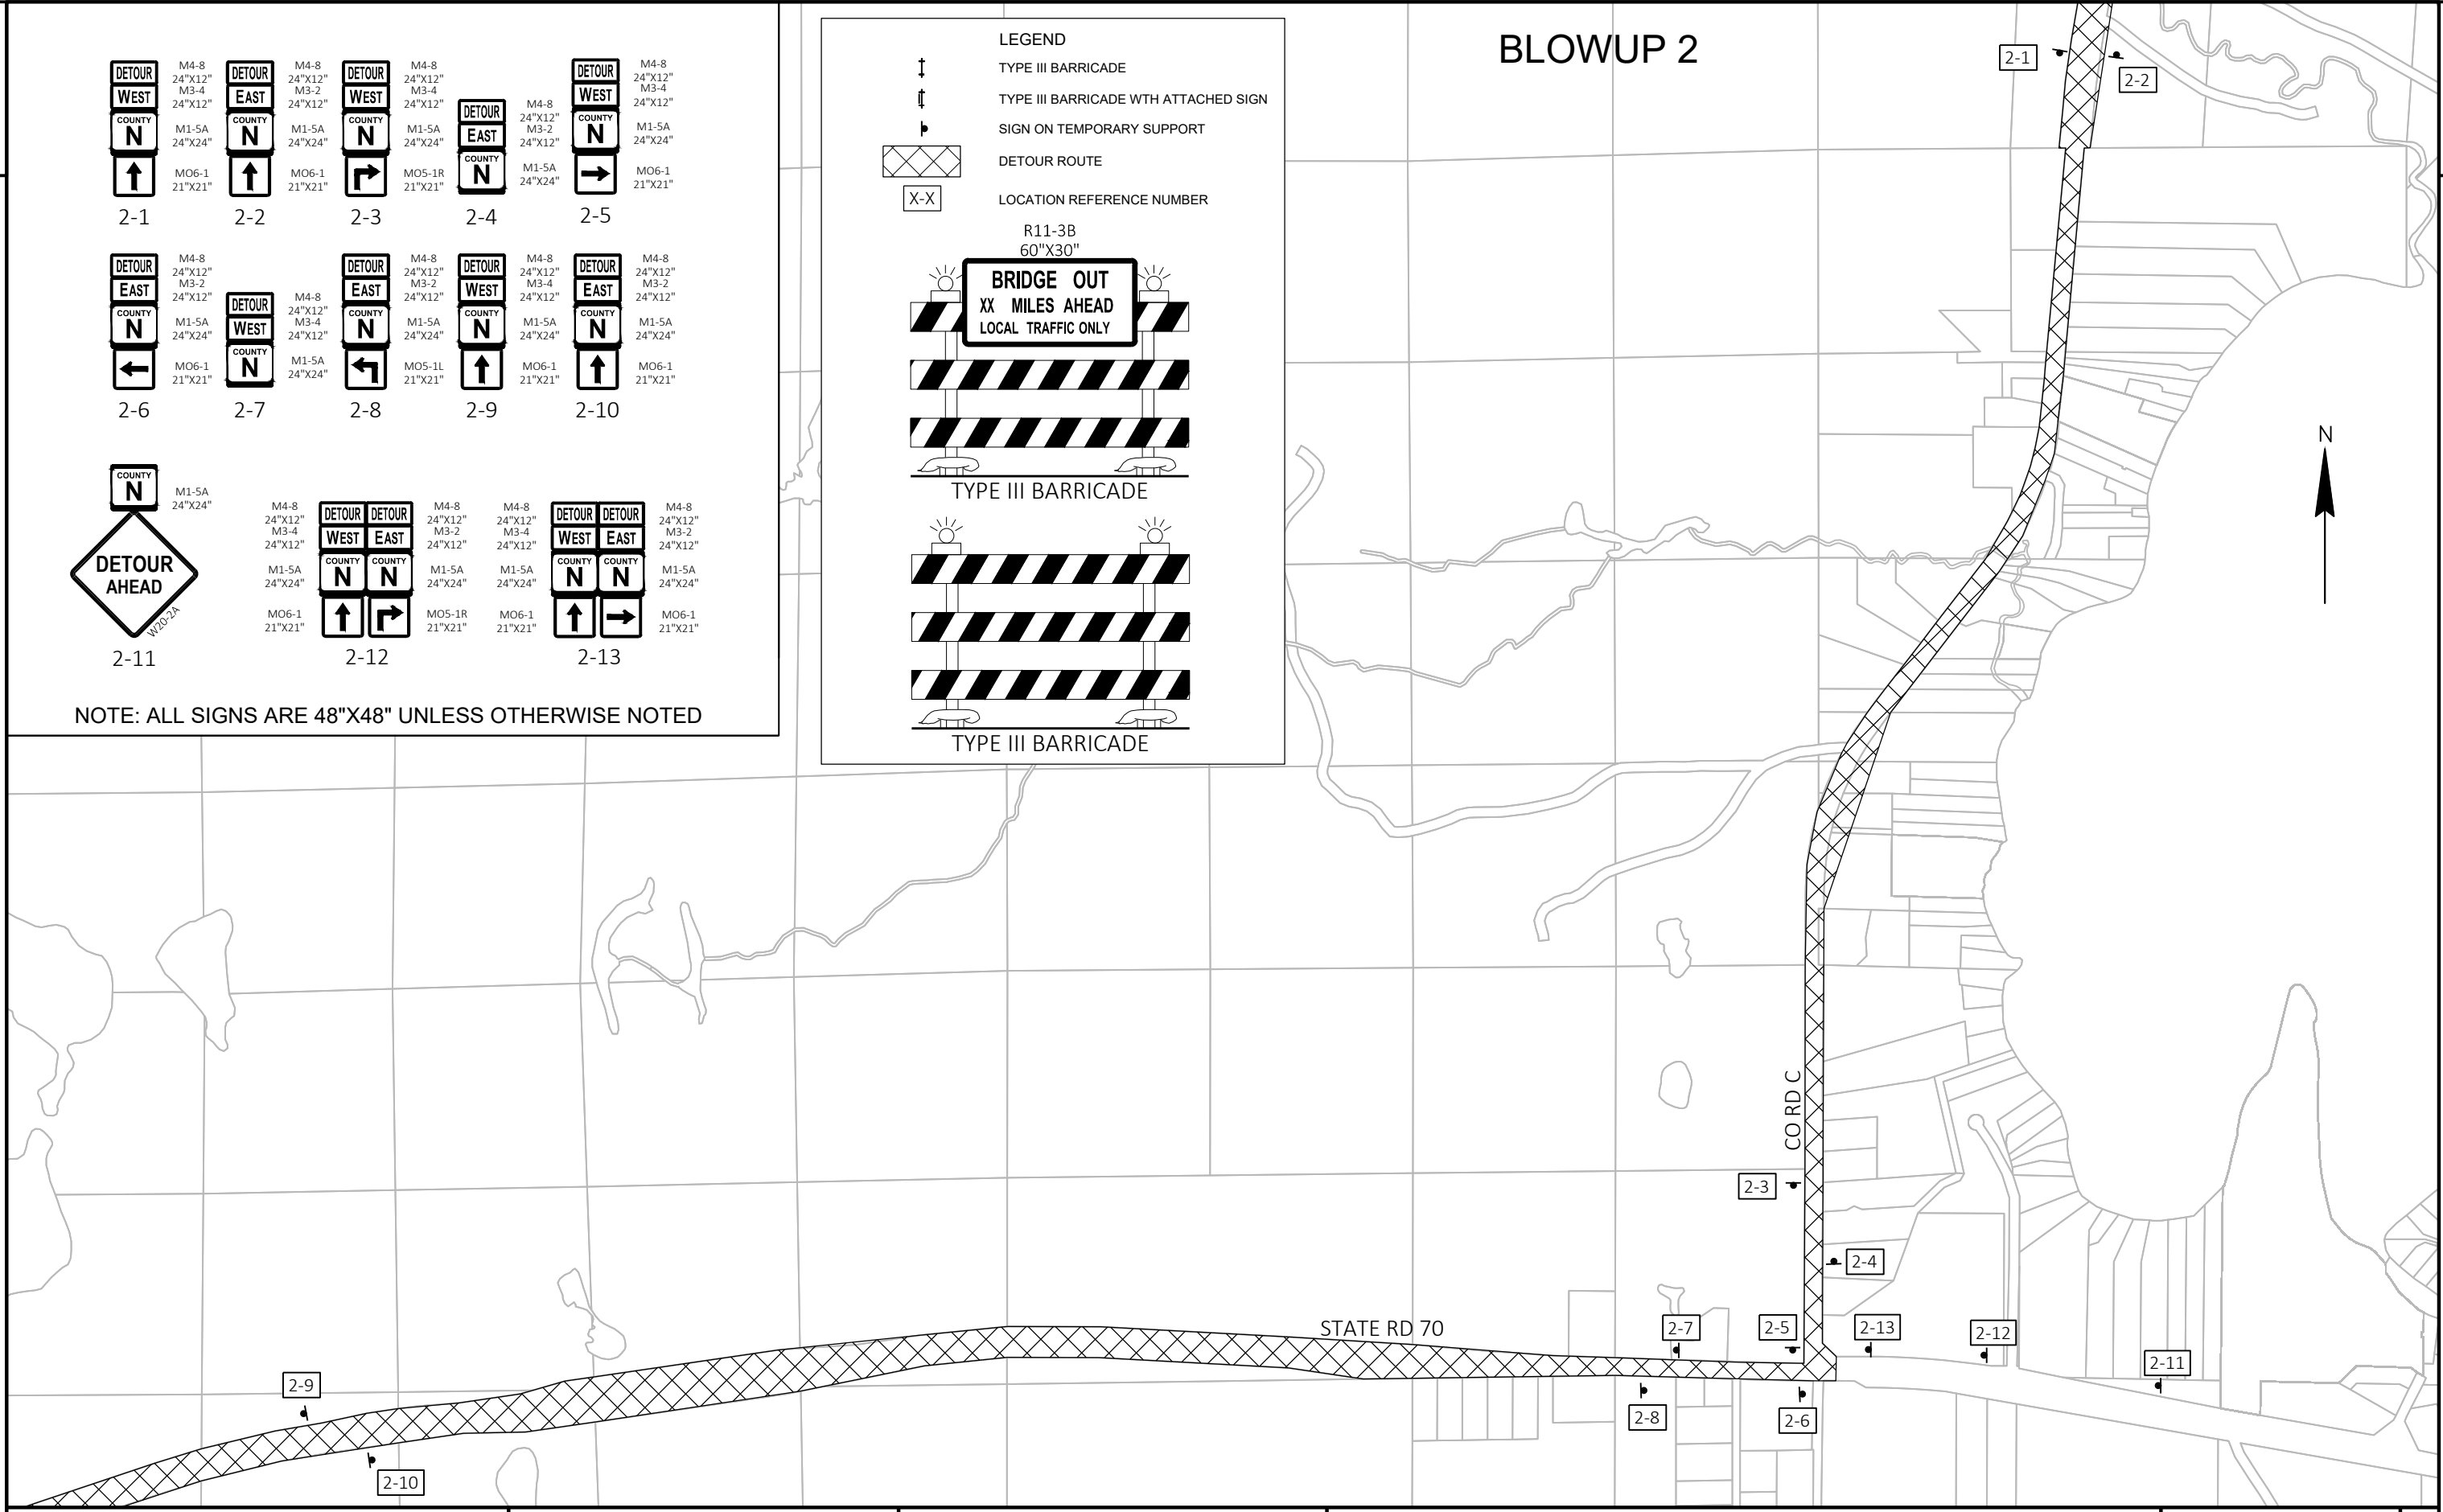 DETOUR
WEST
COUNTY
N
M4-8
24"X12"
M3-4
24"X12"
M1-5A
24"X24"
MO6-1
21"X21"
2-1
DETOUR
EAST
COUNTY
N
M4-8
24"X12"
M3-2
24"X12"
M1-5A
24"X24"
MO6-1
21"X21"
2-2
DETOUR
WEST
COUNTY
N
M4-8
24"X12"
M3-4
24"X12"
M1-5A
24"X24"
MO5-1R
21"X21"
2-3
DETOUR
EAST
COUNTY
N
M4-8
24"X12"
M3-2
24"X12"
M1-5A
24"X24"
2-4
DETOUR
WEST
COUNTY
N
M4-8
24"X12"
M3-4
24"X12"
M1-5A
24"X24"
MO6-1
21"X21"
2-5
DETOUR
EAST
COUNTY
N
M4-8
24"X12"
M3-2
24"X12"
M1-5A
24"X24"
MO6-1
21"X21"
2-6
DETOUR
WEST
COUNTY
N
M4-8
24"X12"
M3-4
24"X12"
M1-5A
24"X24"
2-7
DETOUR
EAST
COUNTY
N
M4-8
24"X12"
M3-2
24"X12"
M1-5A
24"X24"
MO5-1L
21"X21"
2-8
DETOUR
WEST
COUNTY
N
M4-8
24"X12"
M3-4
24"X12"
M1-5A
24"X24"
MO6-1
21"X21"
2-9
DETOUR
EAST
COUNTY
N
M4-8
24"X12"
M3-2
24"X12"
M1-5A
24"X24"
MO6-1
21"X21"
2-10
COUNTY
N
M1-5A
24"X24"
DETOUR
AHEAD
W20-2A
2-11
M4-8
24"X12"
M3-4
24"X12"
M1-5A
24"X24"
MO6-1
21"X21"
DETOUR DETOUR
WEST EAST
COUNTY COUNTY
N N
M4-8
24"X12"
M3-2
24"X12"
M1-5A
24"X24"
MO5-1R
21"X21"
2-12
M4-8
24"X12"
M3-4
24"X12"
M1-5A
24"X24"
MO6-1
21"X21"
DETOUR DETOUR
WEST EAST
COUNTY COUNTY
N N
M4-8
24"X12"
M3-2
24"X12"
M1-5A
24"X24"
MO6-1
21"X21"
2-13
NOTE: ALL SIGNS ARE 48"X48" UNLESS OTHERWISE NOTED
LEGEND
TYPE III BARRICADE
TYPE III BARRICADE WTH ATTACHED SIGN
SIGN ON TEMPORARY SUPPORT
DETOUR ROUTE
X-X LOCATION REFERENCE NUMBER
R11-3B
60"X30"
BRIDGE OUT
XX MILES AHEAD
LOCAL TRAFFIC ONLY
TYPE III BARRICADE
TYPE III BARRICADE
BLOWUP 2
2-1
2-2
N
CO RD C
2-3
2-4
STATE RD 70
2-7
2-5
2-13
2-12
2-11
2-9
2-8
2-6
2-10